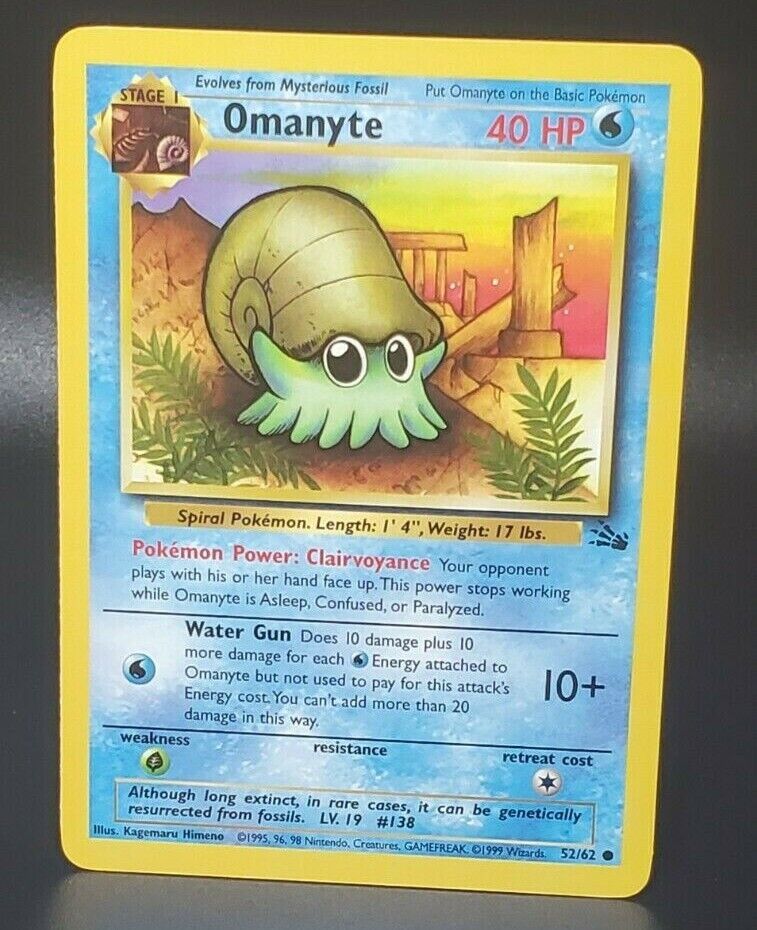 Evolves from Mysterious Fossil
Put Omanyte on the Basic Pokémon
STAGE 1
Omanyte
40 HP
Spiral Pokémon. Length: 1' 4", Weight: 17 lbs.
Pokémon Power: Clairvoyance Your opponent
plays with his or her hand face up. This power stops working
while Omanyte is Asleep, Confused, or Paralyzed.
Water Gun Does 10 damage plus 10
more damage for each Energy attached to
Omanyte but not used to pay for this attack's
Energy cost. You can't add more than 20
damage in this way.
10+
weakness
resistance
retreat cost
Although long extinct, in rare cases, it can be genetically
resurrected from fossils. LV. 19 #138
Illus. Kagemaru Himeno ©1995, 96, 98 Nintendo, Creatures, GAMEFREAK. ©1999 Wizards. 52/62